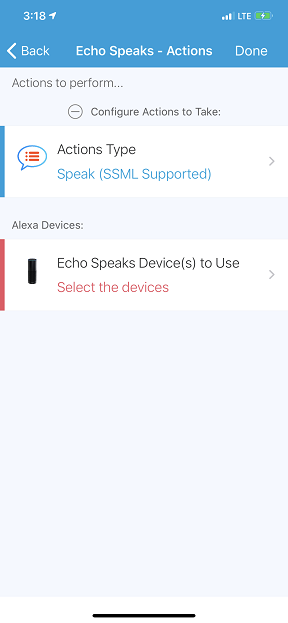 3:18
LTE
Back
Echo Speaks - Actions
Done
Actions to perform...
Configure Actions to Take:
Actions Type
Speak (SSML Supported)
Alexa Devices:
Echo Speaks Device(s) to Use
Select the devices